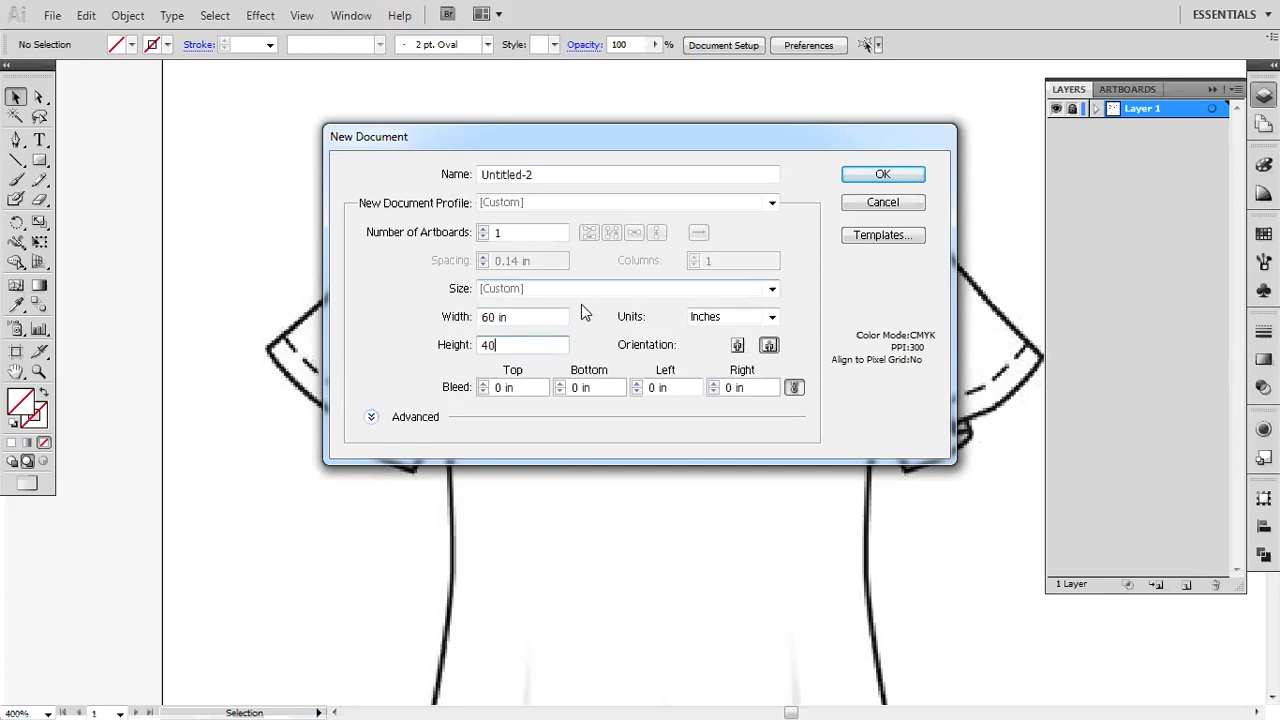 Ai File Edit Object Type Select Effect View Window Help Br ESSENTIALS
No Selection Stroke: 2 pt. Oval Style: Opacity: 100 % Document Setup Preferences
LAYERS ARTBOARDS
Layer 1
New Document
Name: Untitled-2 OK
New Document Profile: [Custom] Cancel
Number of Artboards: 1 Templates...
Spacing: 0.14 in Columns: 1
Size: [Custom]
Width: 60 in Units: Inches
Height: 40 Orientation:
Color Mode:CMYK
PPI:300
Align to Pixel Grid:No
Top Bottom Left Right
Bleed: 0 in 0 in 0 in 0 in
Advanced
1 Layer
400% 1 Selection